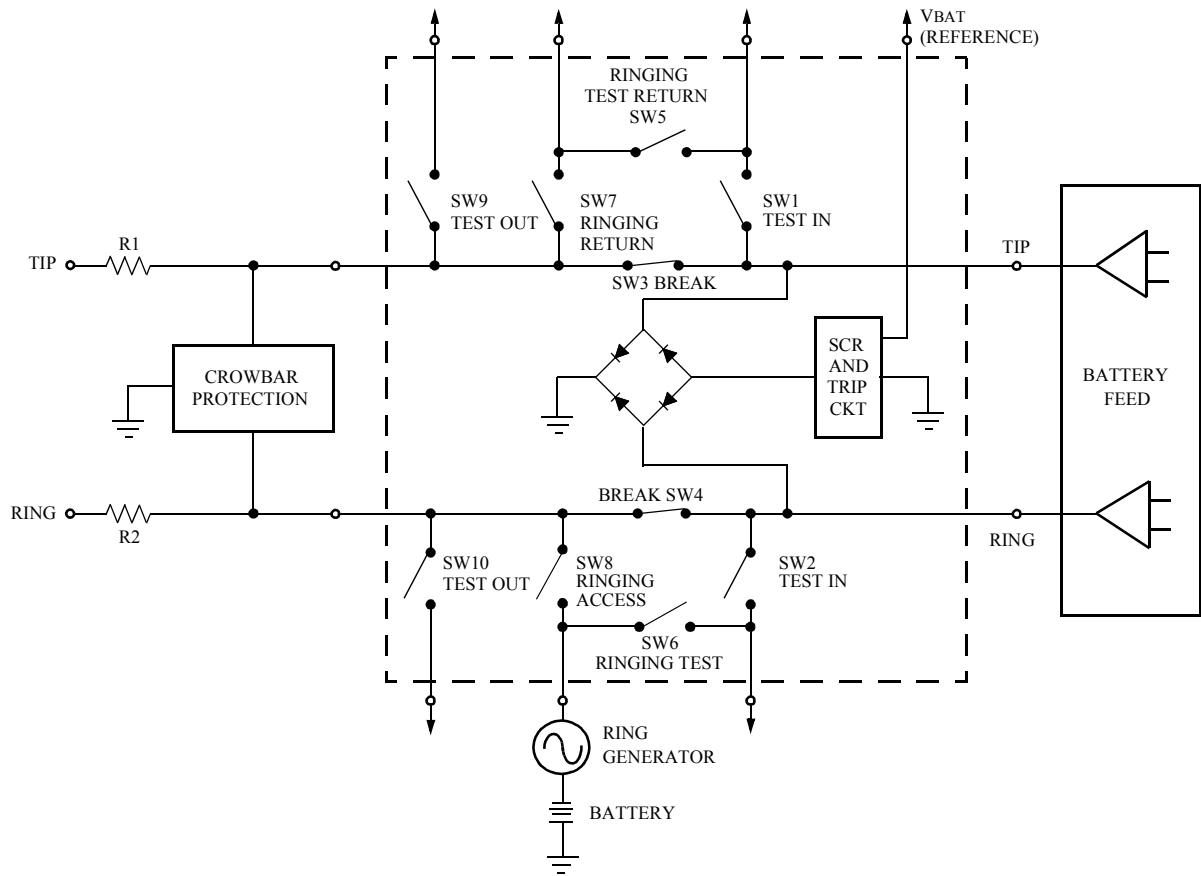 VBAT
(REFERENCE)
RINGING
TEST RETURN
SW5
SW9
TEST OUT
SW7
RINGING
RETURN
SW1
TEST IN
TIP
R1
SW3 BREAK
TIP
CROWBAR
PROTECTION
SCR
AND
TRIP
CKT
BATTERY
FEED
RING
R2
BREAK SW4
RING
SW10
TEST OUT
SW8
RINGING
ACCESS
SW2
TEST IN
SW6
RINGING TEST
RING
GENERATOR
BATTERY